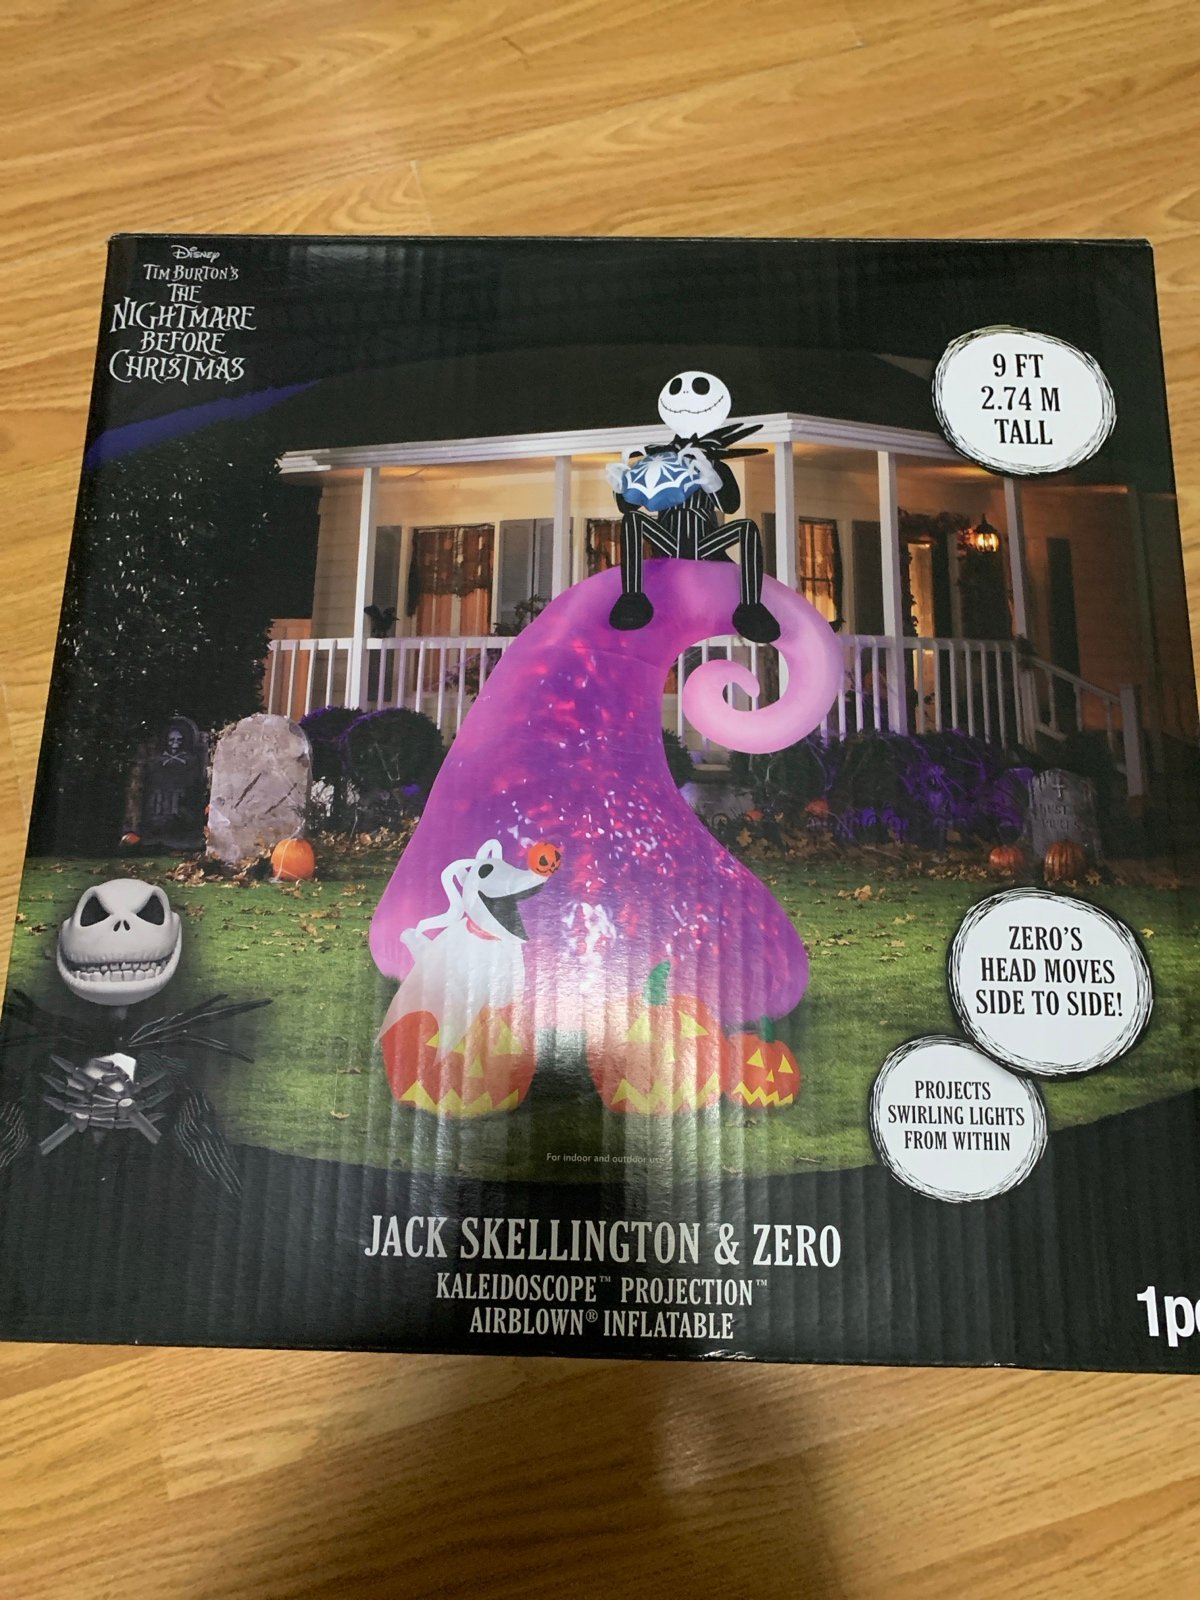 Disney
TIM BURTON'S
THE
NIGHTMARE
BEFORE
CHRISTMAS
9 FT
2.74 M
TALL
RIP
ZERO'S
HEAD MOVES
SIDE TO SIDE!
PROJECTS
SWIRLING LIGHTS
FROM WITHIN
For indoor and outdoor use
JACK SKELLINGTON & ZERO
KALEIDOSCOPE™ PROJECTION™
AIRBLOWN® INFLATABLE